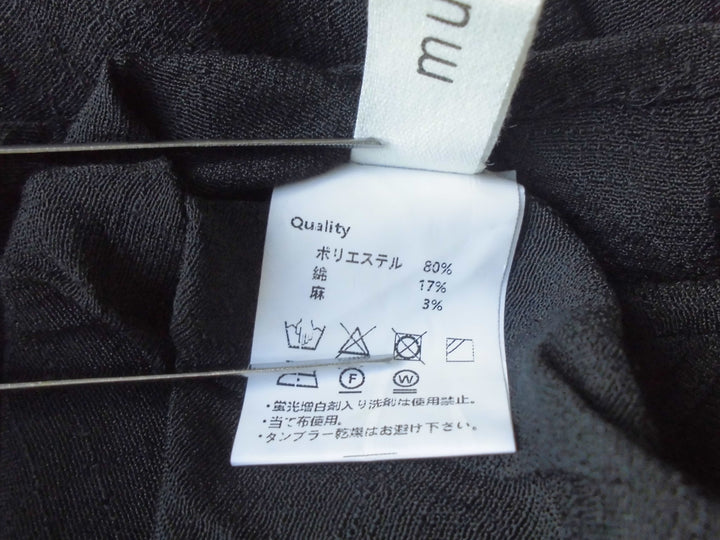 mu
Quality
ポリエステル 80%
綿 17%
麻 3%
F W
・蛍光増白剤入り洗剤は使用禁止。
・当て布使用。
・タンブラー乾燥はお避け下さい。